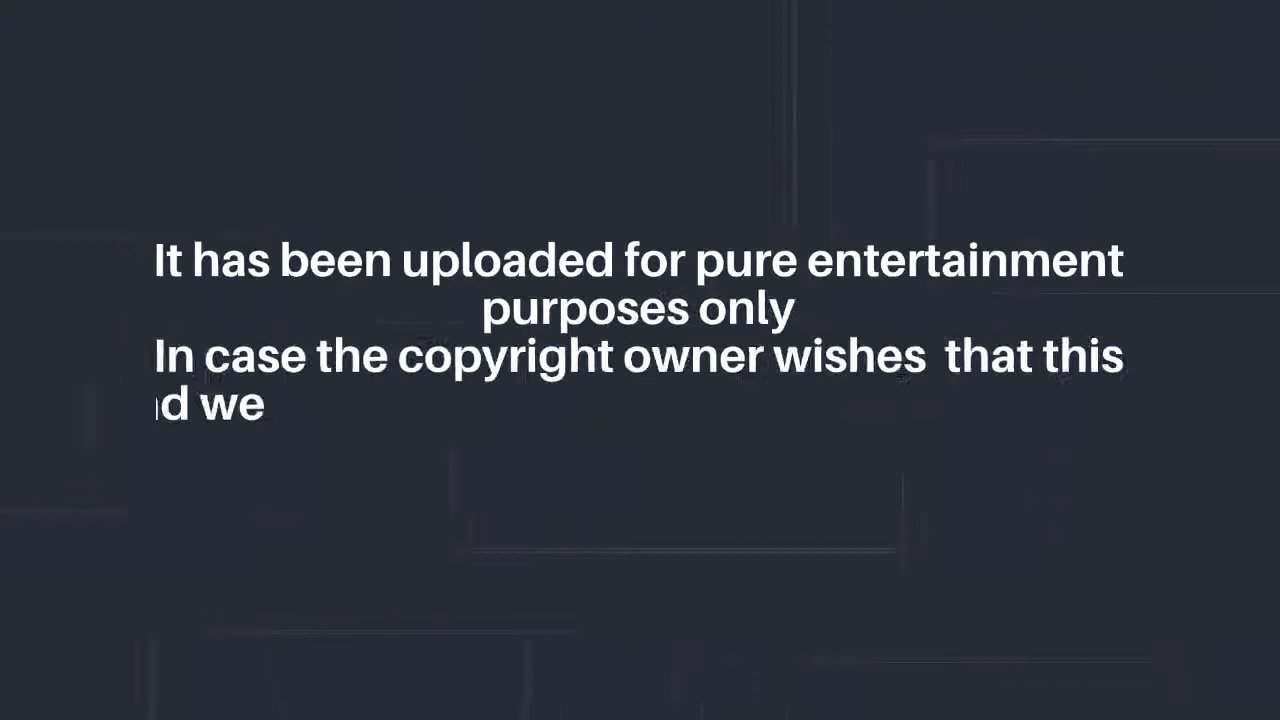 It has been uploaded for pure entertainment
purposes only
In case the copyright owner wishes  that this
d we